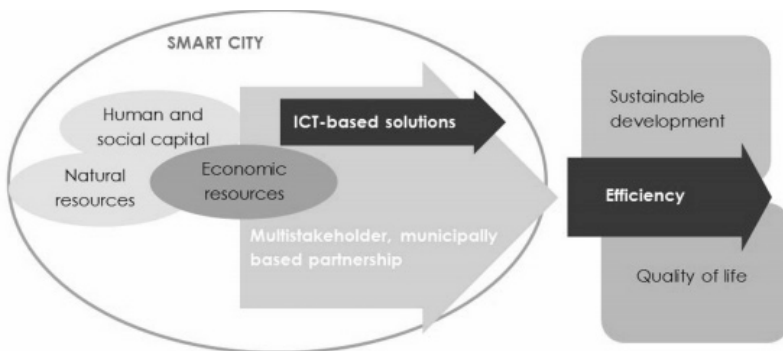 SMART CITY
Human and
social capital
Natural
resources
Economic
resources
ICT-based solutions
Multistakeholder, municipally
based partnership
Sustainable
development
Efficiency
Quality of life